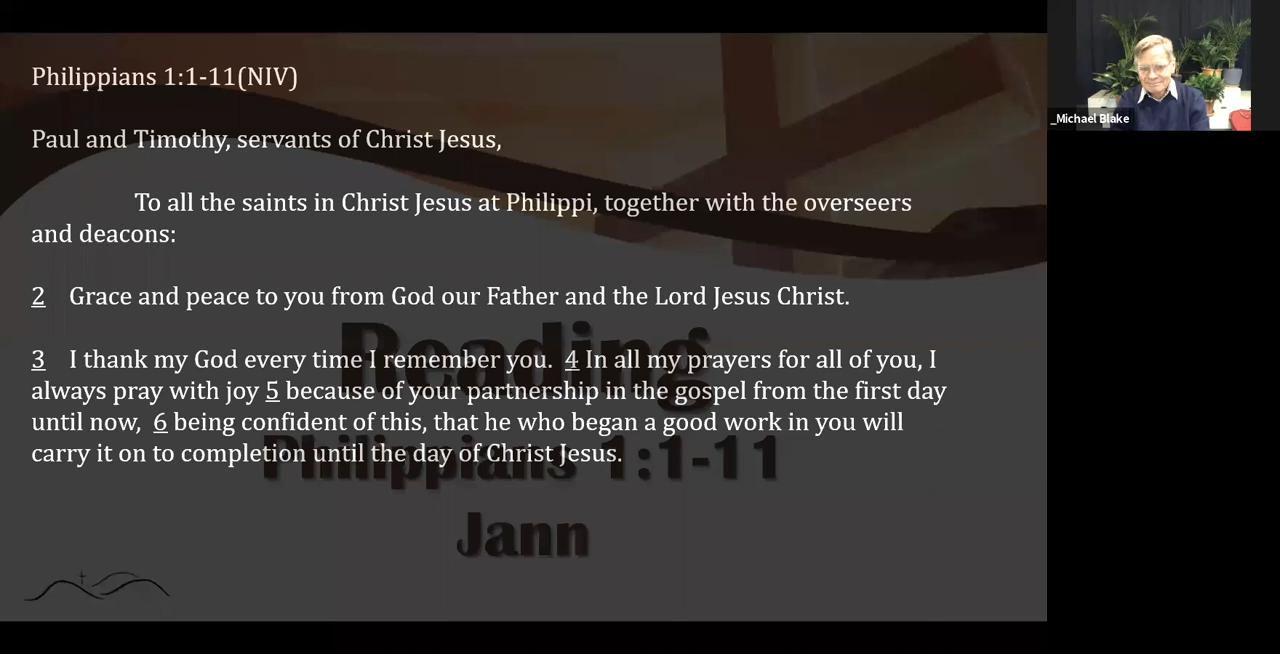 Philippians 1:1-11(NIV)
Paul and Timothy, servants of Christ Jesus,
To all the saints in Christ Jesus at Philippi, together with the overseers
and deacons:
2 Grace and peace to you from God our Father and the Lord Jesus Christ.
3 I thank my God every time I remember you. 4 In all my prayers for all of you, I
always pray with joy 5 because of your partnership in the gospel from the first day
until now, 6 being confident of this, that he who began a good work in you will
carry it on to completion until the day of Christ Jesus.
Reading
Philippians 1:1-11
Jann
_Michael Blake